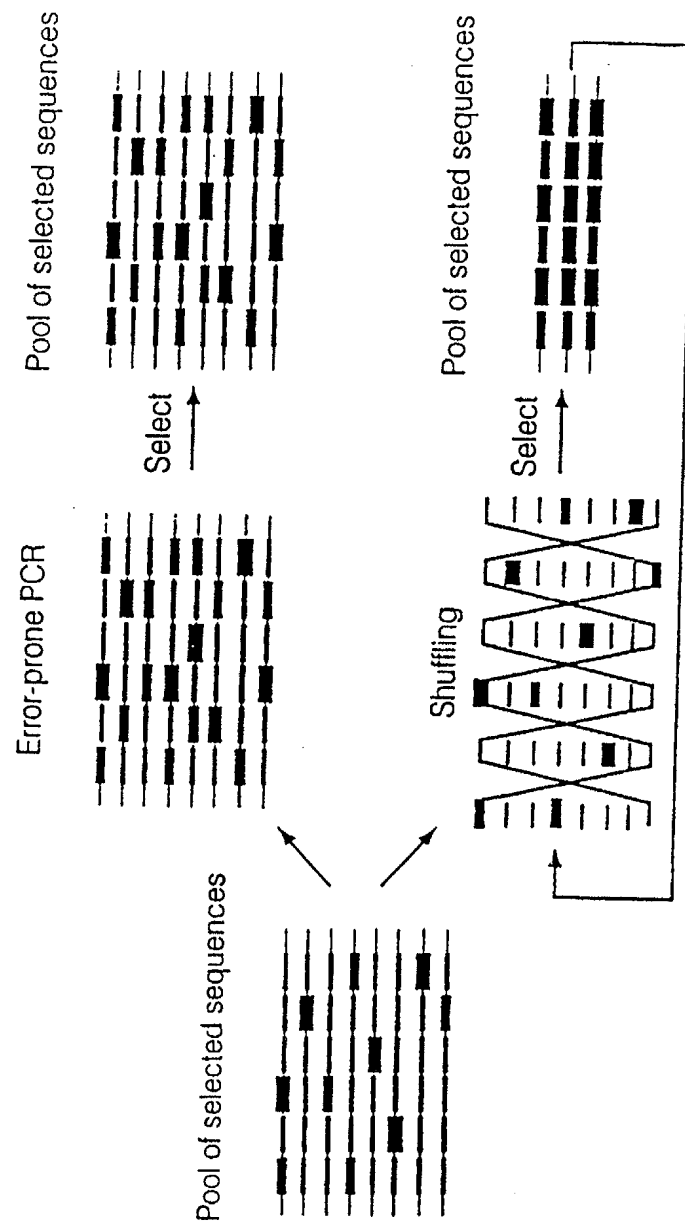 Pool of selected sequences
Error-prone PCR
Select
Pool of selected sequences
Shuffling
Select
Pool of selected sequences